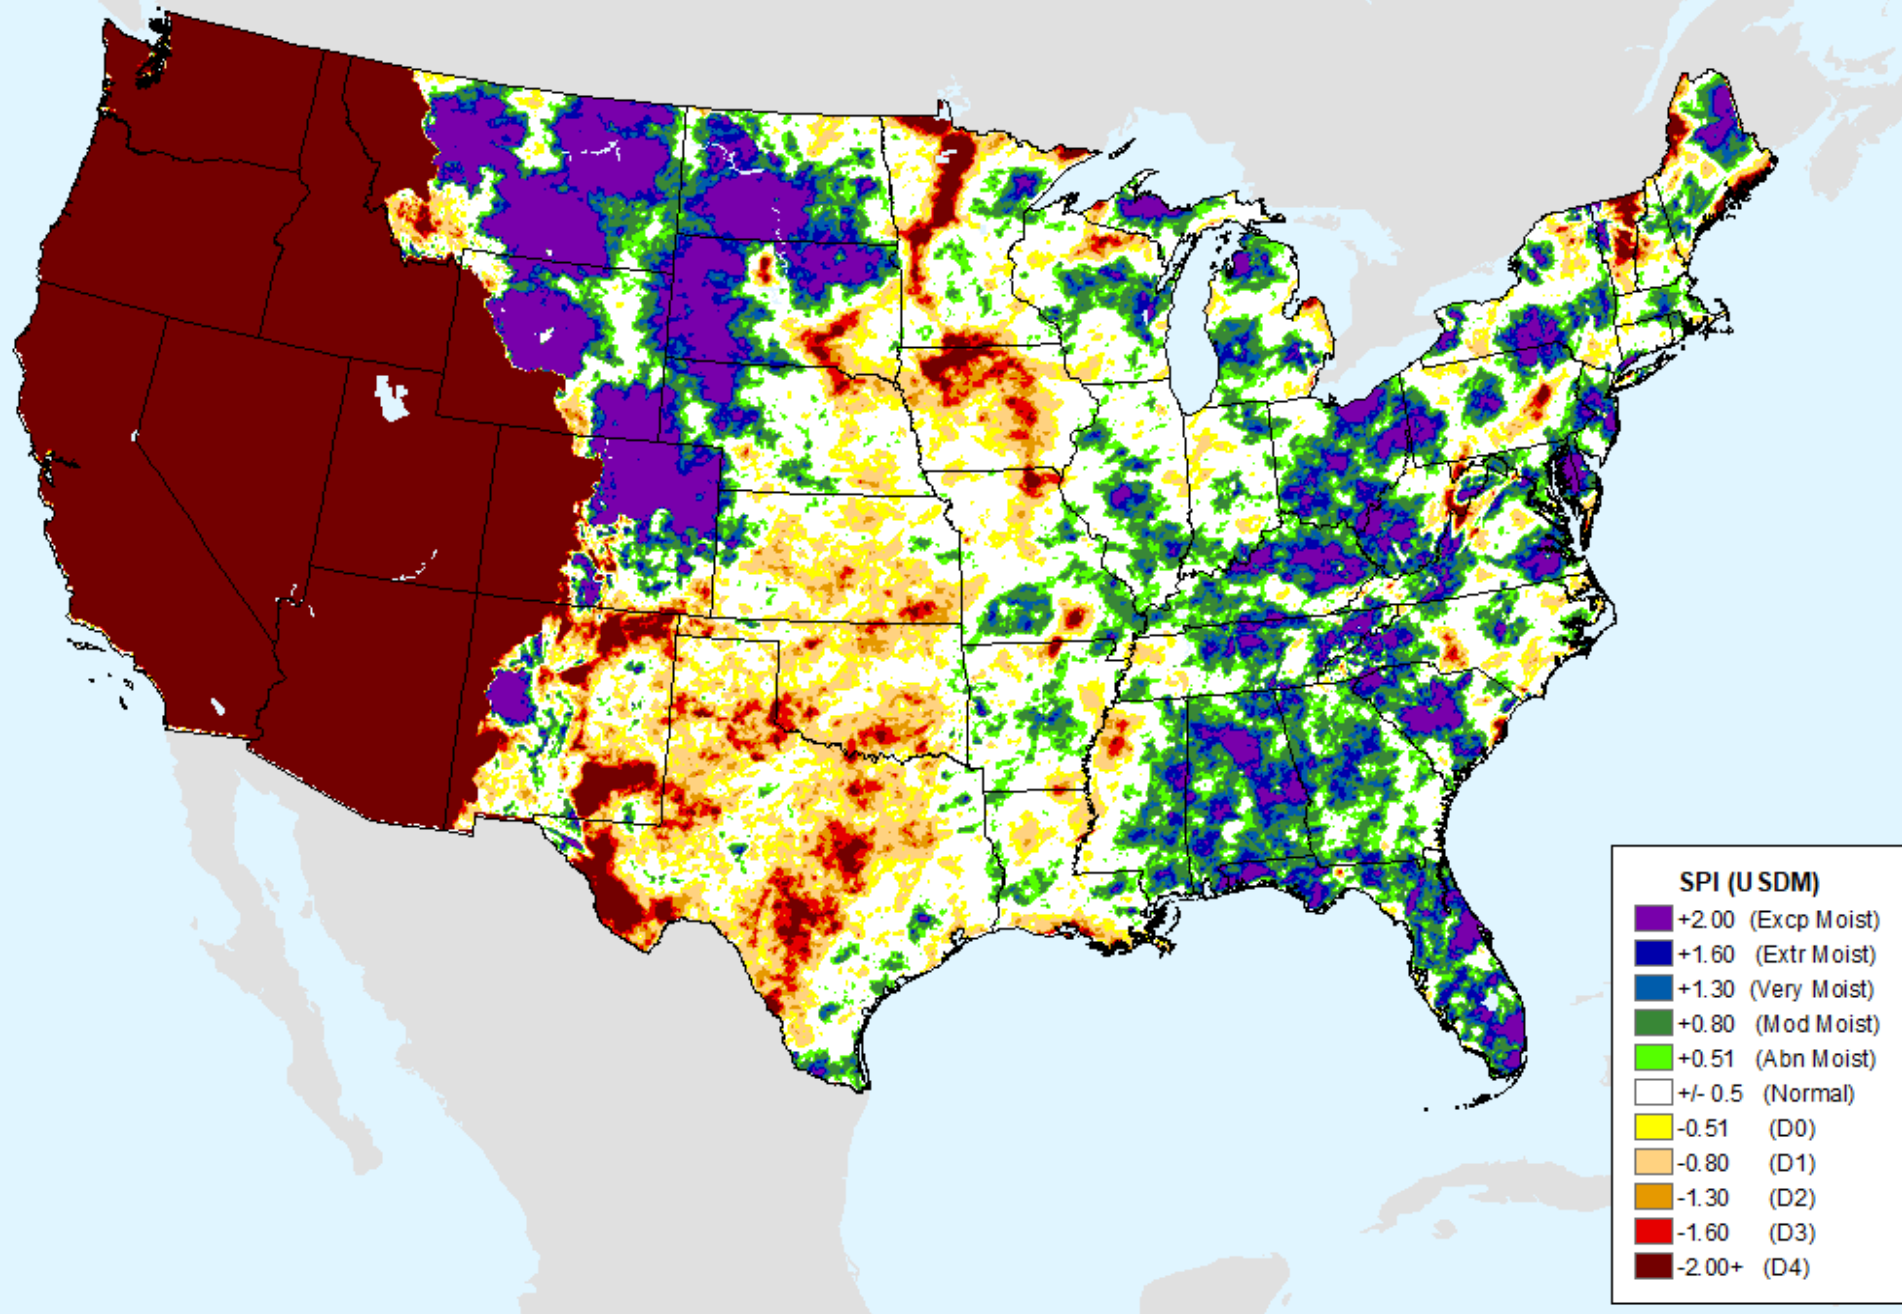 SPI (USDM)
+2.00 (Excp Moist)
+1.60 (Extr Moist)
+1.30 (Very Moist)
+0.80 (Mod Moist)
+0.51 (Abn Moist)
+/- 0.5 (Normal)
-0.51 (D0)
-0.80 (D1)
-1.30 (D2)
-1.60 (D3)
-2.00+ (D4)